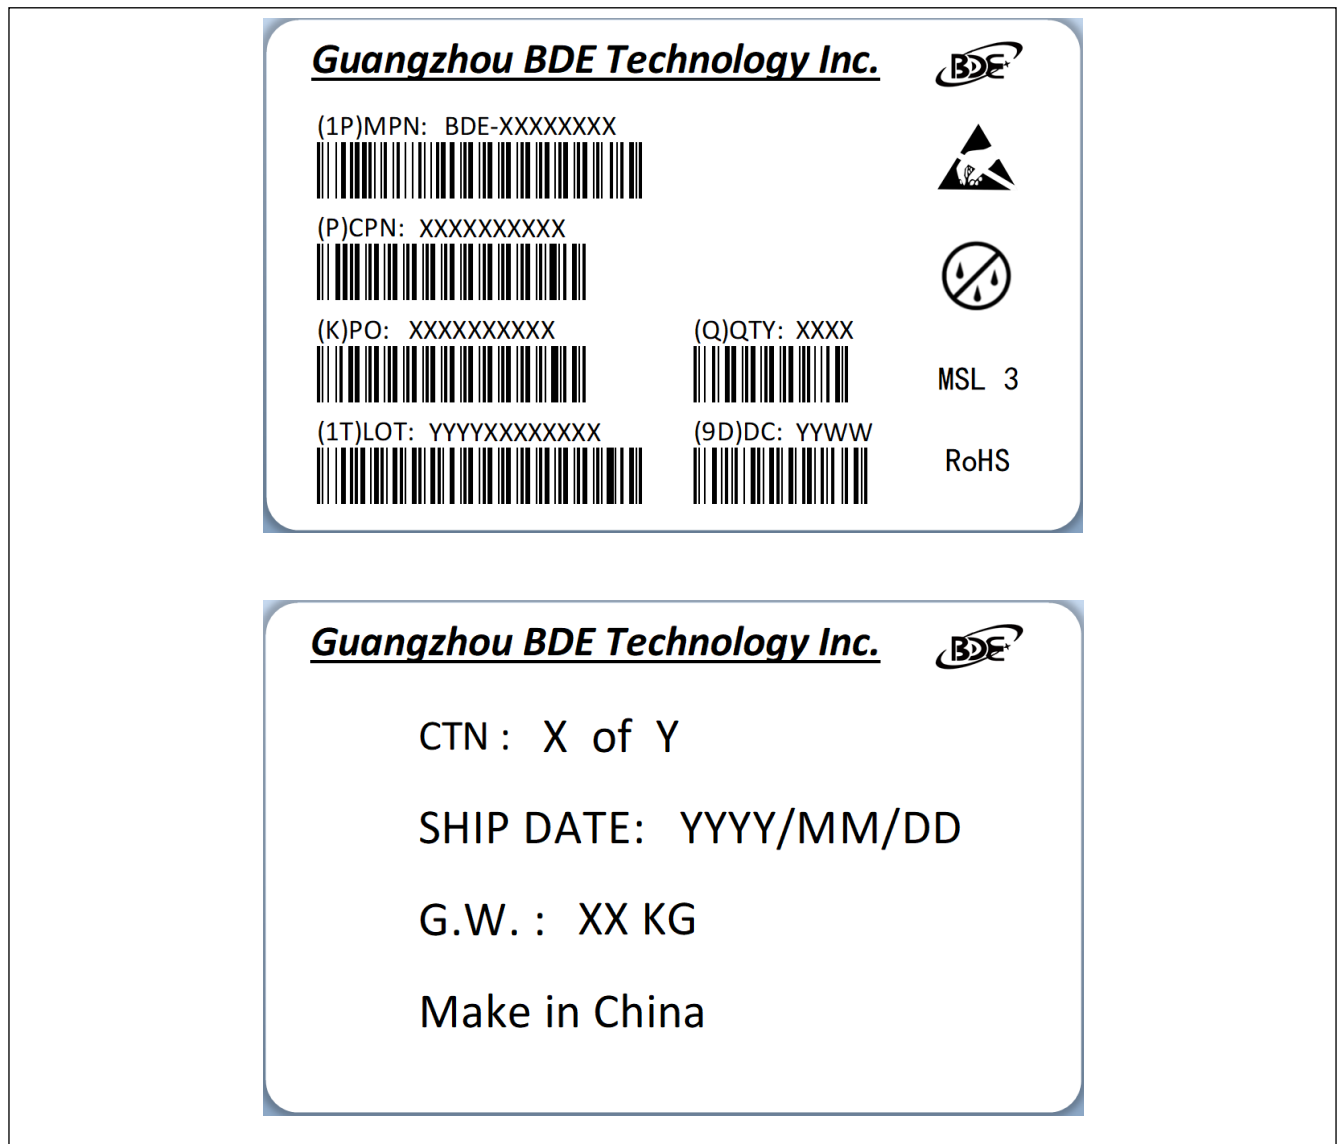 Guangzhou BDE Technology Inc.
BDE
(1P)MPN: BDE-XXXXXXXX
(P)CPN: XXXXXXXXXX
(K)PO: XXXXXXXXXX
(Q)QTY: XXXX
MSL 3
(1T)LOT: YYYYXXXXXXXX
(9D)DC: YYWW
RoHS
Guangzhou BDE Technology Inc.
BDE
CTN : X of Y
SHIP DATE: YYYY/MM/DD
G.W. : XX KG
Make in China